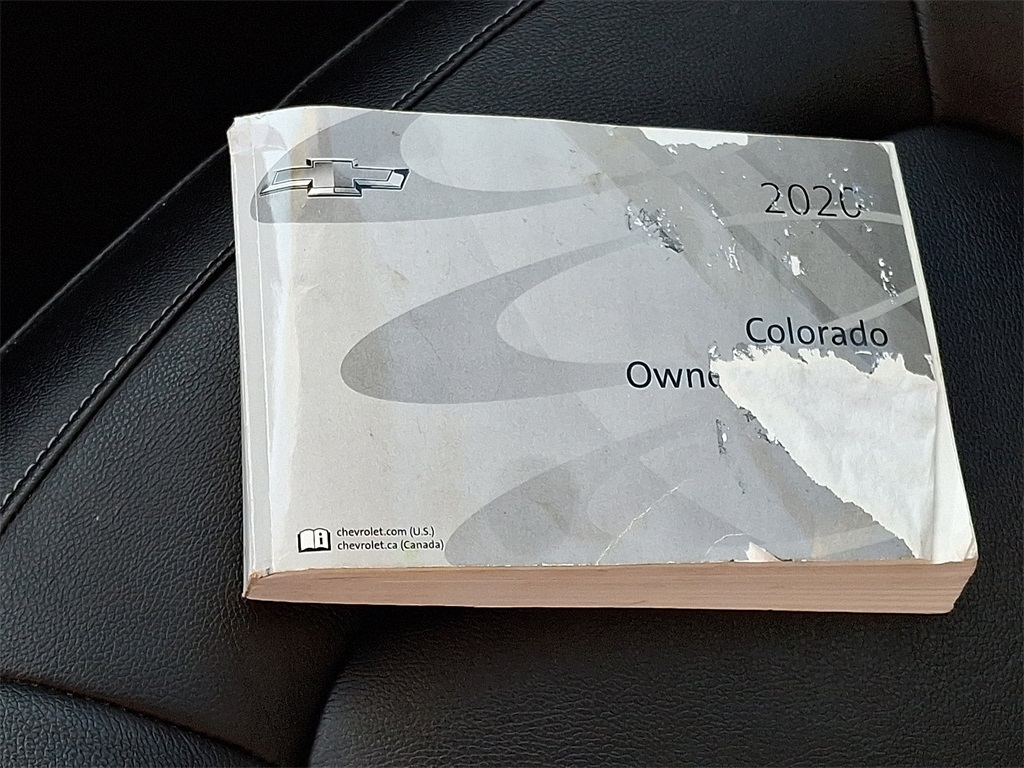 2020
Colorado
Owne
chevrolet.com (U.S.)
chevrolet.ca (Canada)